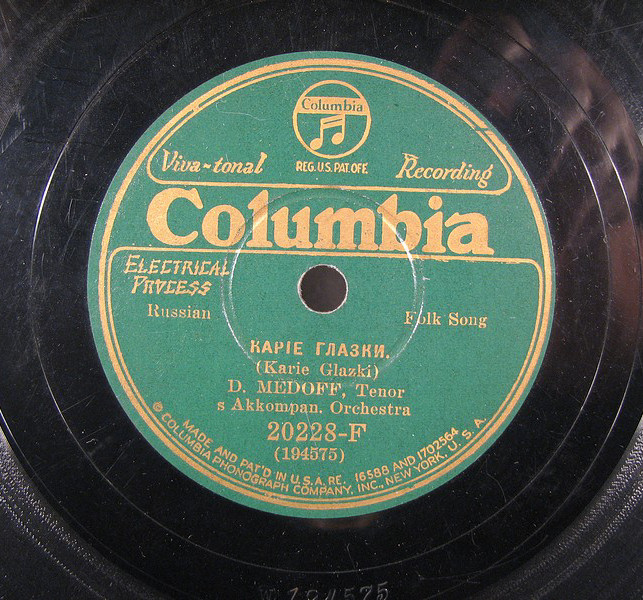 Columbia
REG. U.S. PAT. OFF.
Viva-tonal Recording
Columbia
ELECTRICAL
PROCESS
Russian Folk Song
КАРІЕ ГЛАЗКИ.
(Karie Glazki)
D. MEDOFF, Tenor
s Akkompan. Orchestra
20228-F
(194575)
MADE AND PAT'D IN U.S.A. RE. 16588 AND 1702564
© COLUMBIA PHONOGRAPH COMPANY, INC., NEW YORK, U. S. A.
W 194575